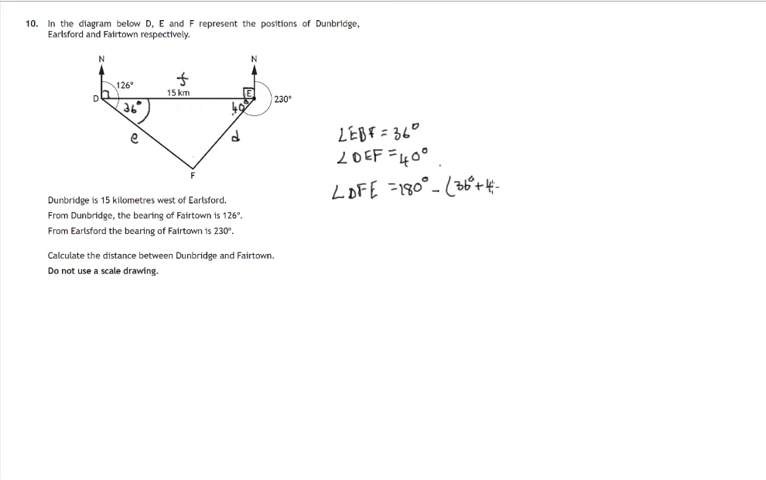 10. In the diagram below D, E and F represent the positions of Dunbridge,
Earlsford and Fairtown respectively.
N
N
126°
f
15 km
D
E
230°
36°
40°
e
d
F
∠EDF = 36°
∠DEF = 40°
∠DFE = 180° - (36° + 4
Dunbridge is 15 kilometres west of Earlsford.
From Dunbridge, the bearing of Fairtown is 126°.
From Earlsford the bearing of Fairtown is 230°.
Calculate the distance between Dunbridge and Fairtown.
Do not use a scale drawing.